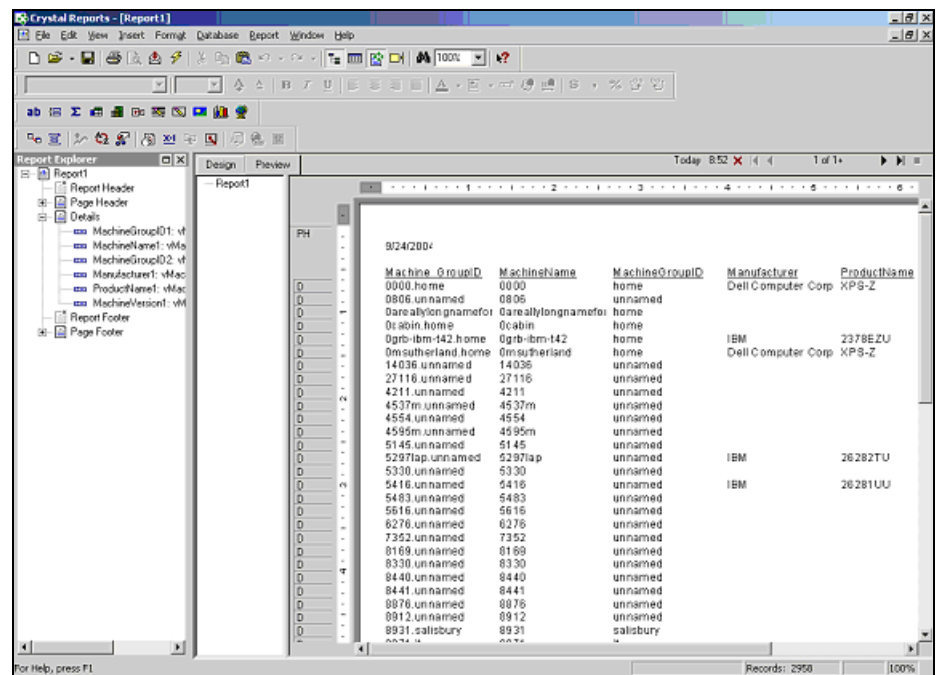 Crystal Reports - [Report1]
File Edit View Insert Format Database Report Window Help
100%
B I U
Report Explorer
Report1
Report Header
Page Header
Details
MachineGroupID1: vM
MachineName1: vMa
MachineGroupID2: vM
Manufacturer1: vMac
ProductName1: vMac
MachineVersion1: vM
Report Footer
Page Footer
Design Preview
Today 8:52
1 of 1+
Report1
1 2 3 4 5 6
PH
9/24/2004
Machine_GroupID MachineName MachineGroupID Manufacturer ProductName
D 0000.home 0000 home Dell Computer Corp XPS-Z
D 0806.unnamed 0806 unnamed
D 0areallylongnamefor 0areallylongnamefor home
D 0cabin.home 0cabin home
D 0grb-ibm-t42.home 0grb-ibm-t42 home IBM 2378EZU
D 0msutherland.home 0msutherland home Dell Computer Corp XPS-Z
D 14036.unnamed 14036 unnamed
D 27116.unnamed 27116 unnamed
D 4211.unnamed 4211 unnamed
D 4537m.unnamed 4537m unnamed
D 4554.unnamed 4554 unnamed
D 4595m.unnamed 4595m unnamed
D 5145.unnamed 5145 unnamed
D 5297lap.unnamed 5297lap unnamed IBM 26282TU
D 5330.unnamed 5330 unnamed
D 5416.unnamed 5416 unnamed IBM 26281UU
D 5483.unnamed 5483 unnamed
D 5616.unnamed 5616 unnamed
D 6276.unnamed 6276 unnamed
D 7352.unnamed 7352 unnamed
D 8169.unnamed 8169 unnamed
D 8330.unnamed 8330 unnamed
D 8440.unnamed 8440 unnamed
D 8441.unnamed 8441 unnamed
D 8876.unnamed 8876 unnamed
D 8912.unnamed 8912 unnamed
D 8931.salisbury 8931 salisbury
For Help, press F1
Records: 2958
100%